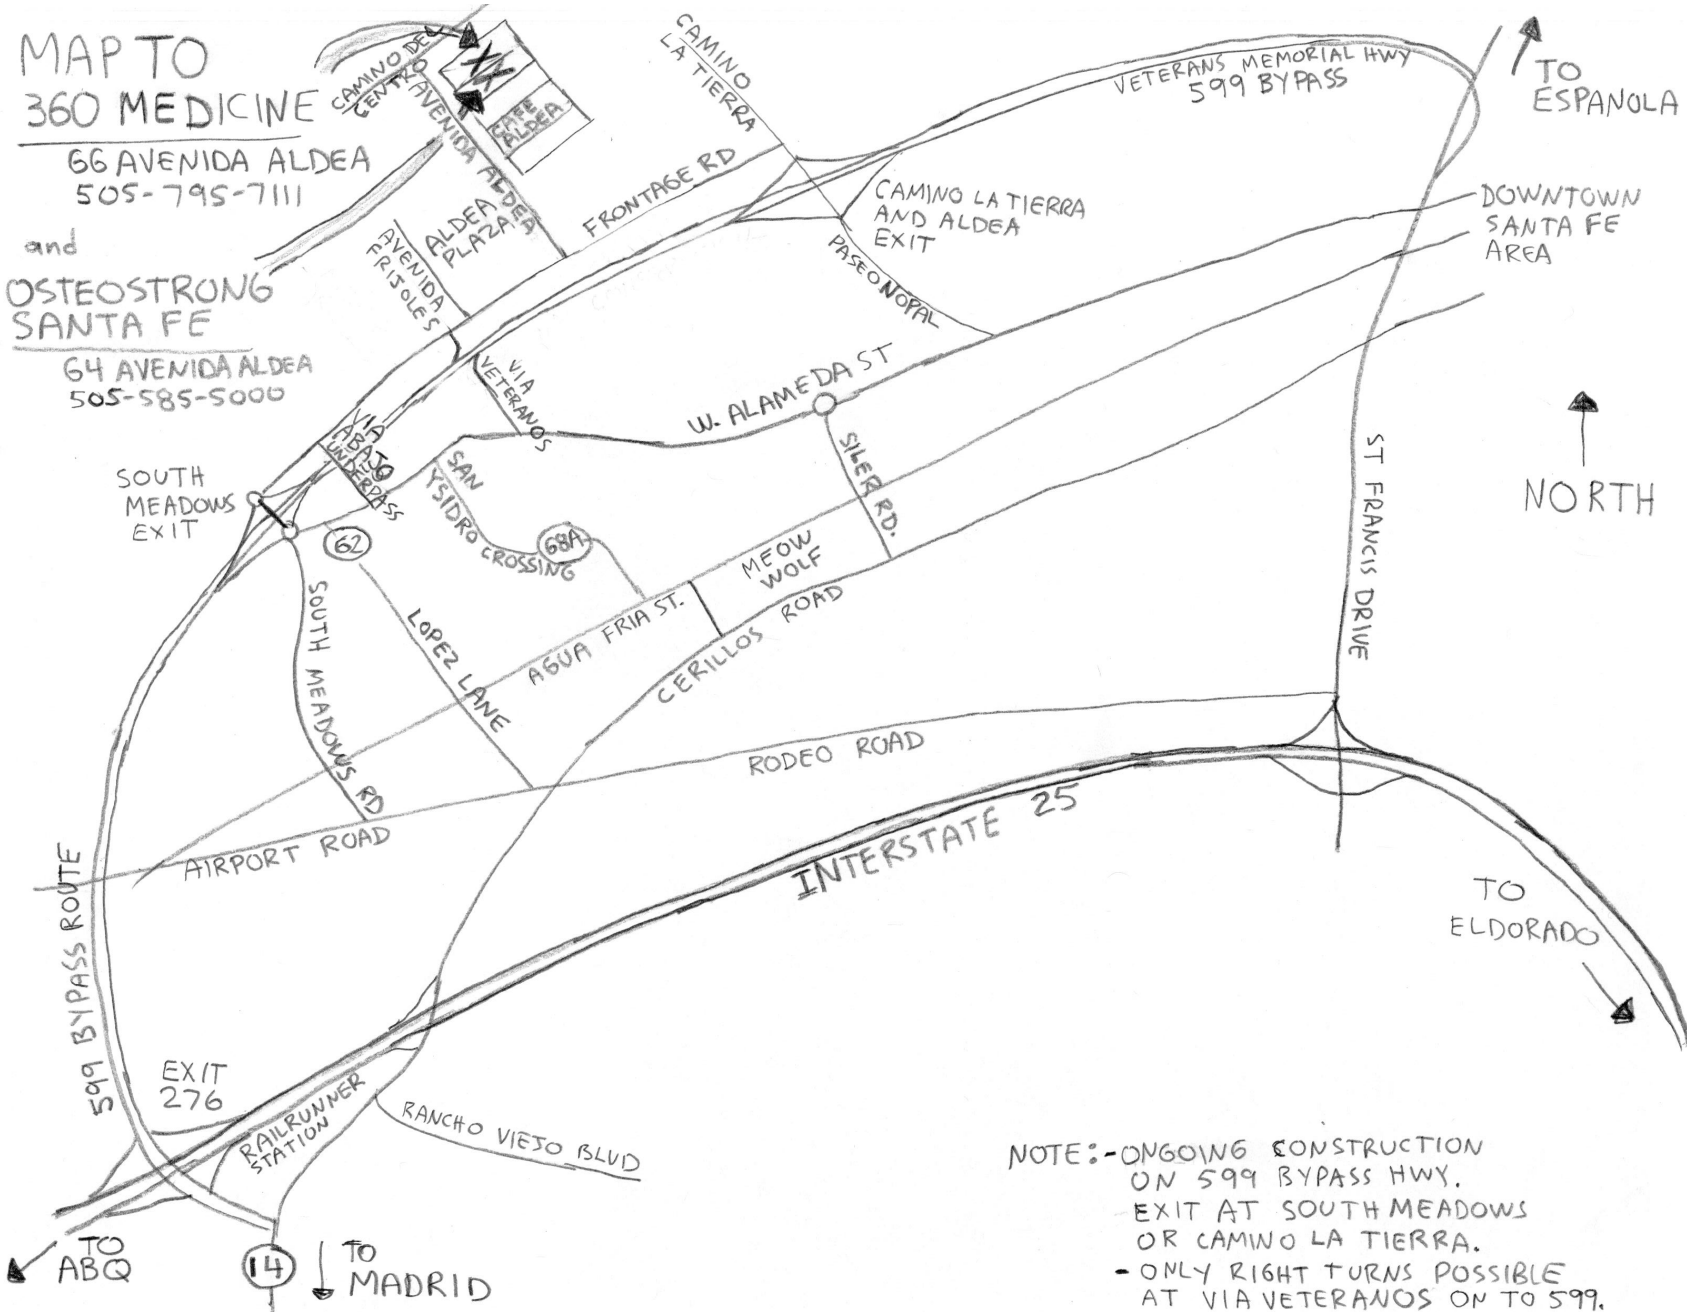 MAP TO
360 MEDICINE
66 AVENIDA ALDEA
505-795-7111
and
OSTEOSTRONG
SANTA FE
64 AVENIDA ALDEA
505-585-5000
CAMINO DE
CENTRO
AVENIDA ALDEA
CAFE
ALDEA
CAMINO
LA TIERRA
FRONTAGE RD
ALDEA
PLAZA
AVENIDA
FRIJOLES
VETERANS MEMORIAL HWY
599 BYPASS
TO
ESPANOLA
CAMINO LA TIERRA
AND ALDEA
EXIT
PASEO NOPAL
DOWNTOWN
SANTA FE
AREA
VIA
VETERANOS
W. ALAMEDA ST
VIA
ABAJO
UNDERPASS
SOUTH
MEADOWS
EXIT
62
SAN
YSIDRO CROSSING
68A
SILER RD.
MEOW
WOLF
AGUA FRIA ST.
CERILLOS ROAD
SOUTH MEADOWS RD
LOPEZ LANE
ST FRANCIS DRIVE
NORTH
RODEO ROAD
AIRPORT ROAD
INTERSTATE 25
599 BYPASS ROUTE
TO
ELDORADO
EXIT
276
RAILRUNNER
STATION
RANCHO VIEJO BLVD
TO
ABQ
14
TO
MADRID
NOTE:-ONGOING CONSTRUCTION
ON 599 BYPASS HWY.
EXIT AT SOUTH MEADOWS
OR CAMINO LA TIERRA.
- ONLY RIGHT TURNS POSSIBLE
AT VIA VETERANOS ON TO 599.